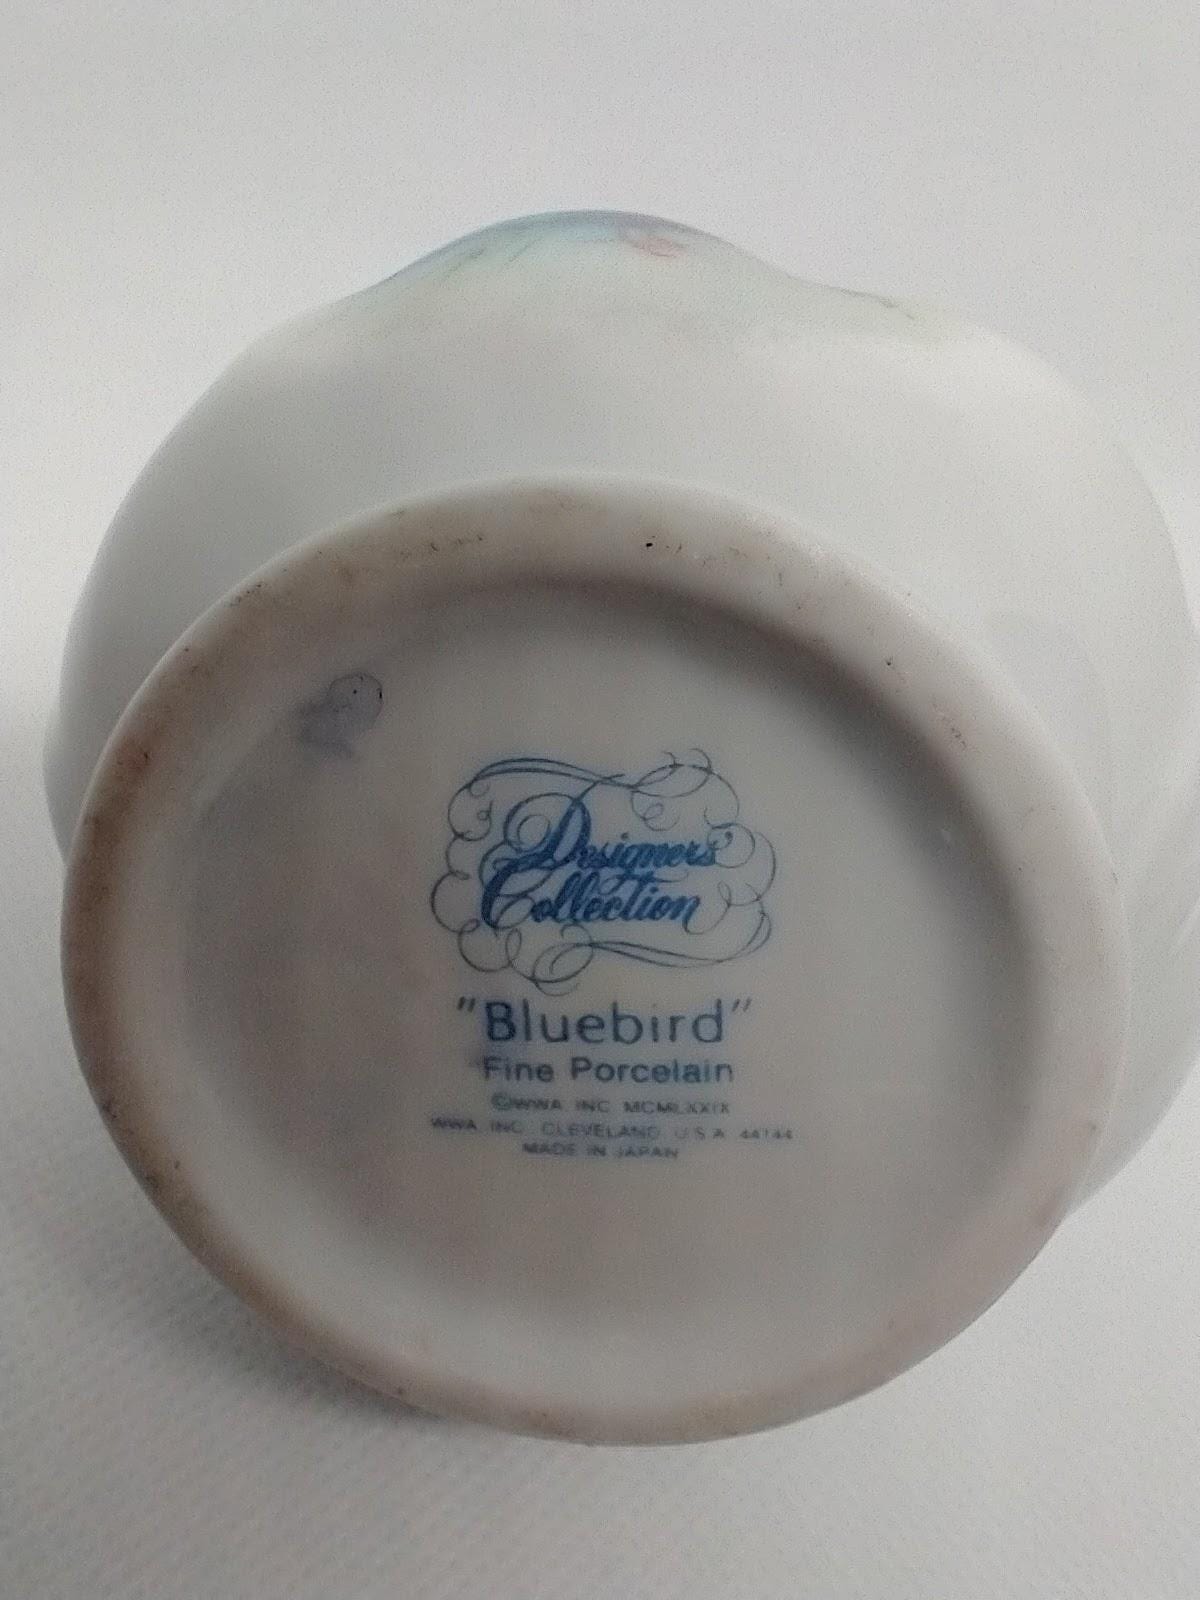 Designers'
Collection
"Bluebird"
Fine Porcelain
©WWA INC MCMLXXIX
WWA INC CLEVELAND U.S.A. 44144
MADE IN JAPAN